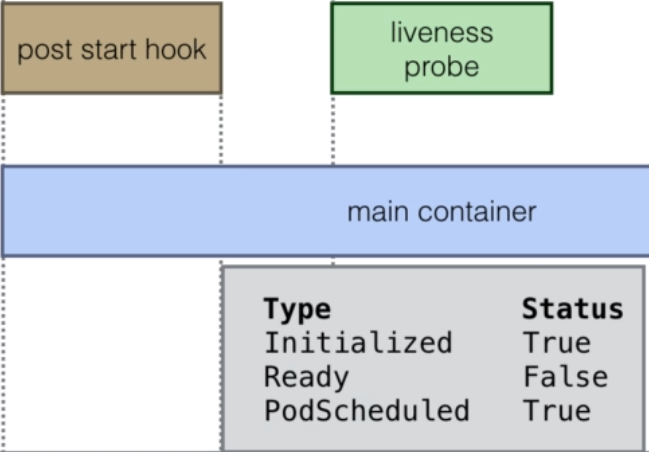 post start hook
liveness
probe
main container
Type Status
Initialized True
Ready False
PodScheduled True